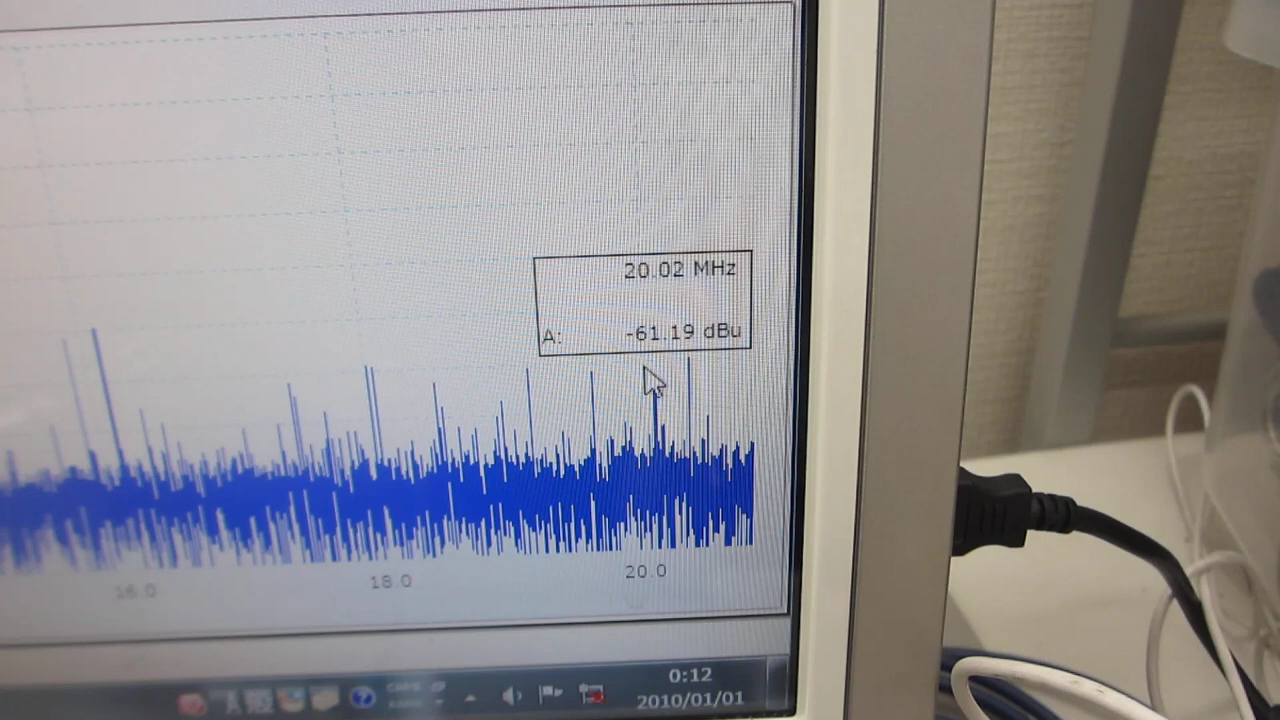 20.02 MHz
A: -61.19 dBu
16.0 18.0 20.0
0:12
2010/01/01